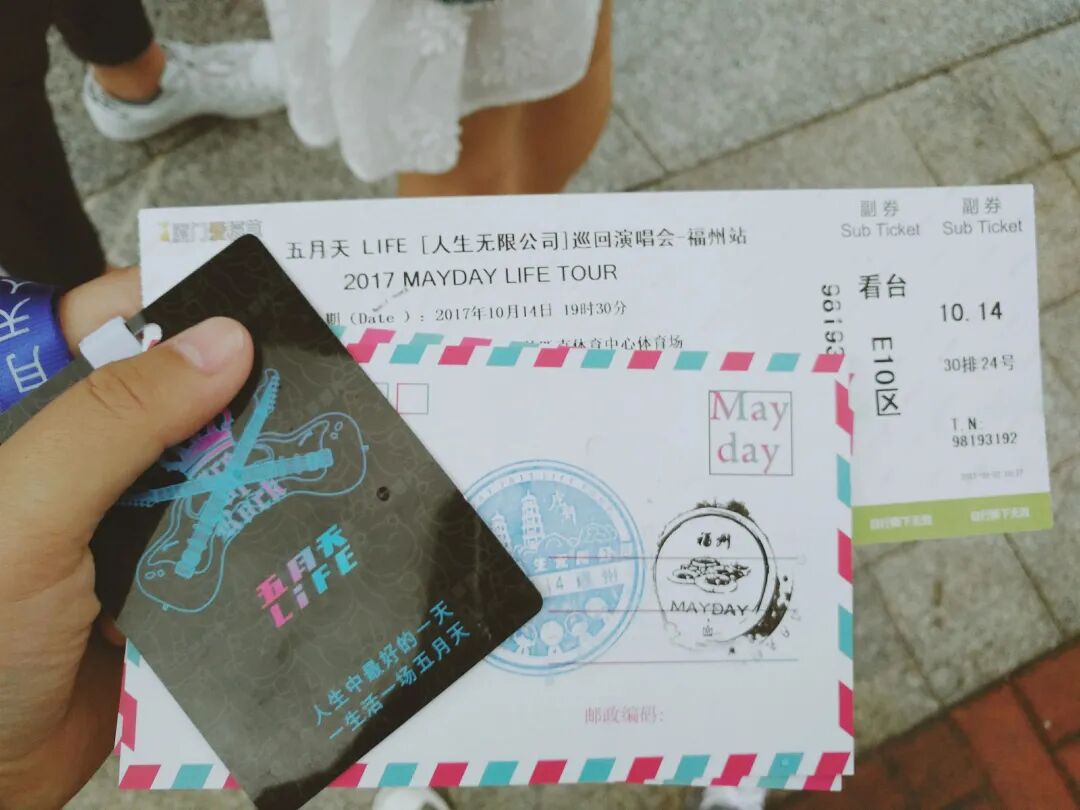 五月天 LIFE [人生无限公司]巡回演唱会-福州站
2017 MAYDAY LIFE TOUR
期 (Date ): 2017年10月14日 19时30分
体育中心体育场
副券
Sub Ticket
副券
Sub Ticket
看台
E10区
10.14
30排24号
T.N:
98193192
98193
May
day
福州
MAYDAY
邮政编码:
五月天
LiFE
人生中最好的一天
一生活一场五月天